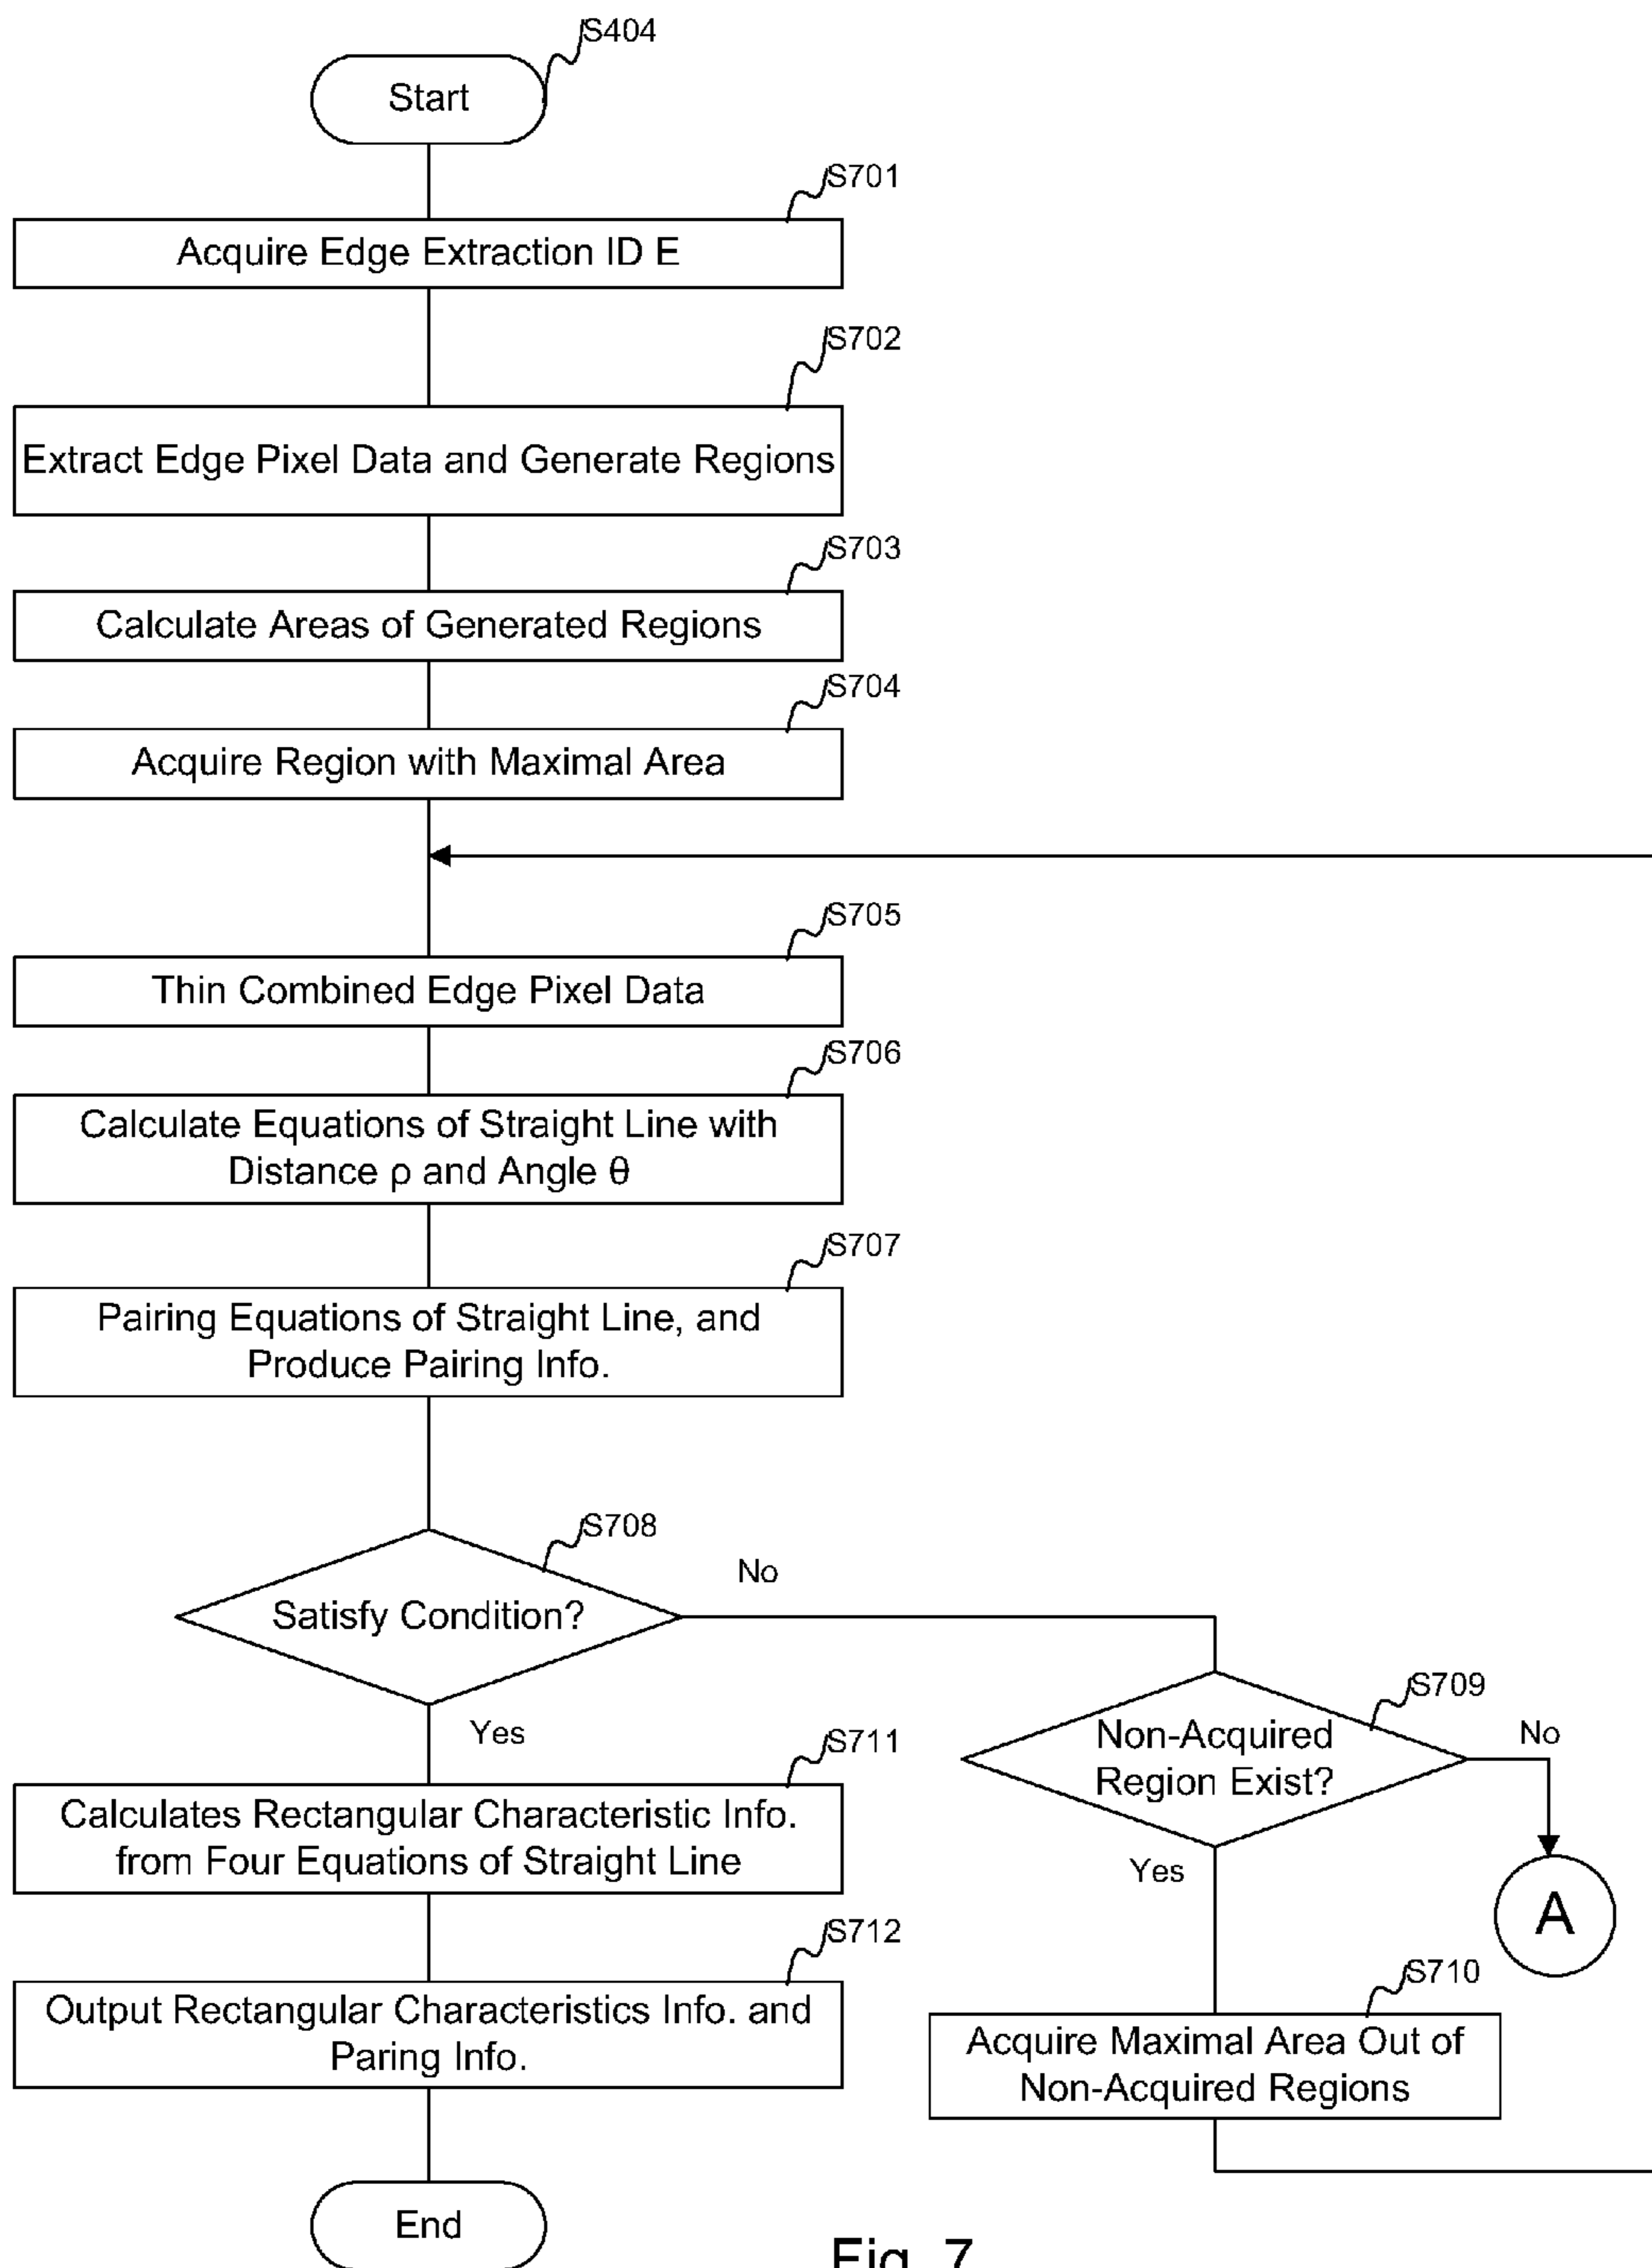 S404
Start
S701
Acquire Edge Extraction ID E
S702
Extract Edge Pixel Data and Generate Regions
S703
Calculate Areas of Generated Regions
S704
Acquire Region with Maximal Area
S705
Thin Combined Edge Pixel Data
S706
Calculate Equations of Straight Line with
Distance ρ and Angle θ
S707
Pairing Equations of Straight Line, and
Produce Pairing Info.
S708
Satisfy Condition?
No
Yes
S709
Non-Acquired
Region Exist?
No
Yes
A
S710
Acquire Maximal Area Out of
Non-Acquired Regions
S711
Calculates Rectangular Characteristic Info.
from Four Equations of Straight Line
S712
Output Rectangular Characteristics Info. and
Paring Info.
End
Fig. 7